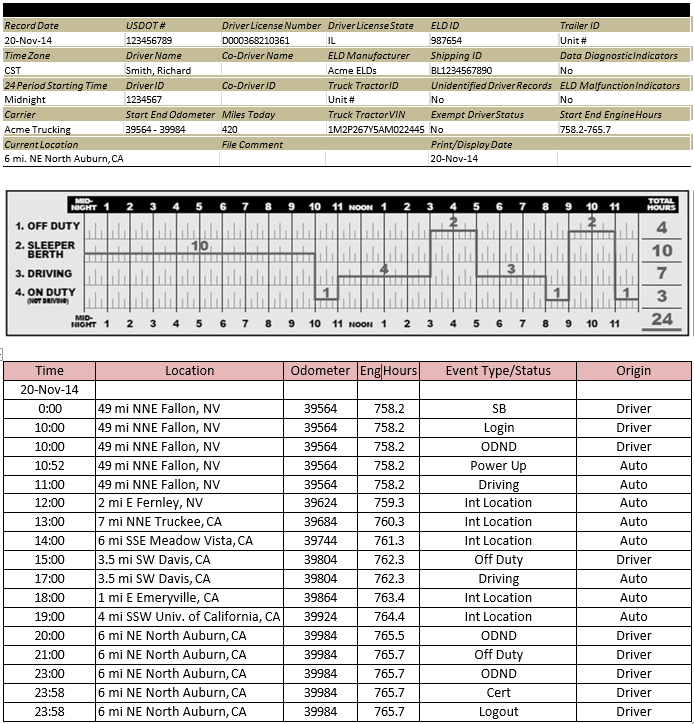 Record Date USDOT # Driver License Number Driver License State ELD ID Trailer ID
20-Nov-14 123456789 D000368210361 IL 987654 Unit #
Time Zone Driver Name Co-Driver Name ELD Manufacturer Shipping ID Data Diagnostic Indicators
CST Smith, Richard Acme ELDs BL1234567890 No
24 Period Starting Time Driver ID Co-Driver ID Truck Tractor ID Unidentified Driver Records ELD Malfunction Indicators
Midnight 1234567 Unit # No No
Carrier Start End Odometer Miles Today Truck Tractor VIN Exempt Driver Status Start End Engine Hours
Acme Trucking 39564 - 39984 420 1M2P267Y5AM022445 No 758.2-765.7
Current Location File Comment Print/Display Date
6 mi. NE North Auburn, CA 20-Nov-14
MID-NIGHT 1 2 3 4 5 6 7 8 9 10 11 NOON 1 2 3 4 5 6 7 8 9 10 11 TOTAL HOURS
1. OFF DUTY 2 2 4
2. SLEEPER BERTH 10 10
3. DRIVING 4 3 7
4. ON DUTY (NOT DRIVING) 1 1 1 3
MID-NIGHT 1 2 3 4 5 6 7 8 9 10 11 NOON 1 2 3 4 5 6 7 8 9 10 11 24
Time Location Odometer Eng Hours Event Type/Status Origin
20-Nov-14
0:00 49 mi NNE Fallon, NV 39564 758.2 SB Driver
10:00 49 mi NNE Fallon, NV 39564 758.2 Login Driver
10:00 49 mi NNE Fallon, NV 39564 758.2 ODND Driver
10:52 49 mi NNE Fallon, NV 39564 758.2 Power Up Auto
11:00 49 mi NNE Fallon, NV 39564 758.2 Driving Auto
12:00 2 mi E Fernley, NV 39624 759.3 Int Location Auto
13:00 7 mi NNE Truckee, CA 39684 760.3 Int Location Auto
14:00 6 mi SSE Meadow Vista, CA 39744 761.3 Int Location Auto
15:00 3.5 mi SW Davis, CA 39804 762.3 Off Duty Driver
17:00 3.5 mi SW Davis, CA 39804 762.3 Driving Auto
18:00 1 mi E Emeryville, CA 39864 763.4 Int Location Auto
19:00 4 mi SSW Univ. of California, CA 39924 764.4 Int Location Auto
20:00 6 mi NE North Auburn, CA 39984 765.5 ODND Driver
21:00 6 mi NE North Auburn, CA 39984 765.7 Off Duty Driver
23:00 6 mi NE North Auburn, CA 39984 765.7 ODND Driver
23:58 6 mi NE North Auburn, CA 39984 765.7 Cert Driver
23:58 6 mi NE North Auburn, CA 39984 765.7 Logout Driver